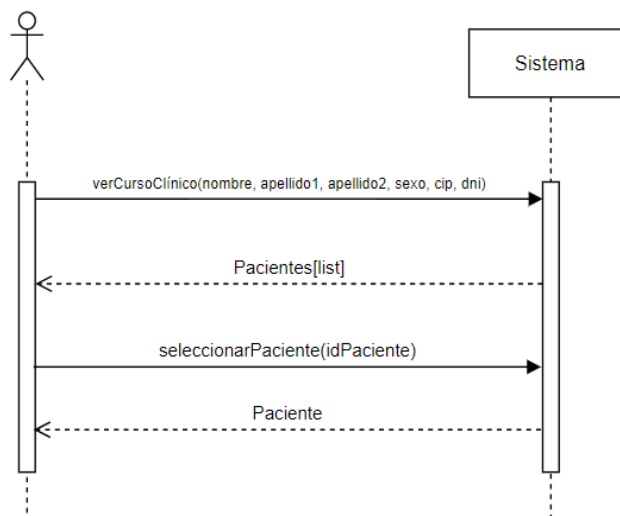 Sistema
verCursoClínico(nombre, apellido1, apellido2, sexo, cip, dni)
Pacientes[list]
seleccionarPaciente(idPaciente)
Paciente